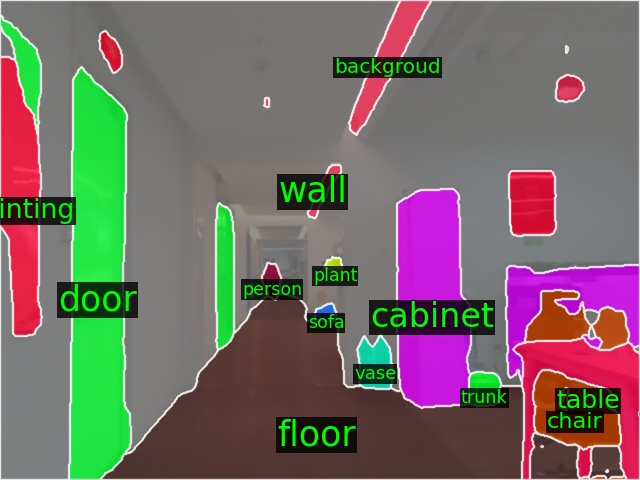 backgroud
wall
inting
door
person
plant
sofa
cabinet
vase
trunk
table
chair
floor